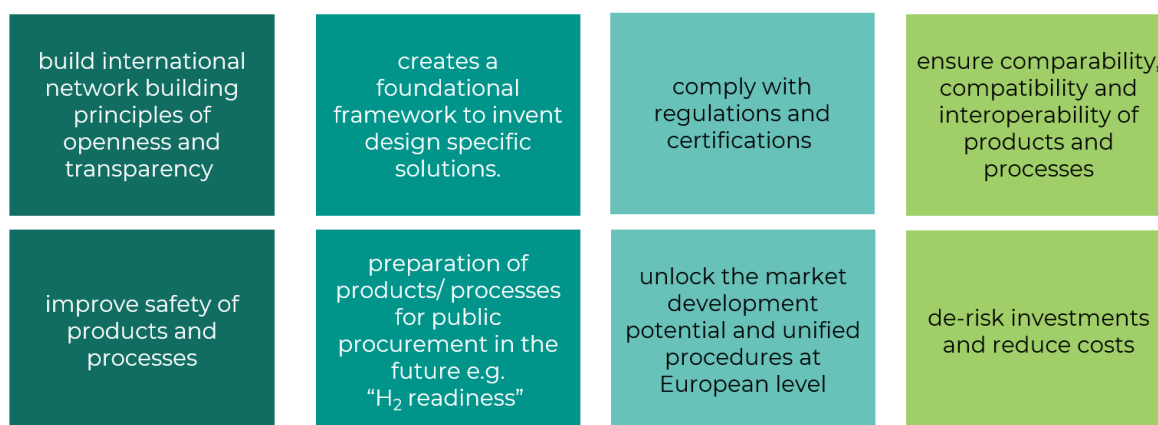 build international
network building
principles of
openness and
transparency
creates a
foundational
framework to invent
design specific
solutions.
comply with
regulations and
certifications
ensure comparability,
compatibility and
interoperability of
products and
processes
improve safety of
products and
processes
preparation of
products/ processes
for public
procurement in the
future e.g.
“H₂ readiness”
unlock the market
development
potential and unified
procedures at
European level
de-risk investments
and reduce costs